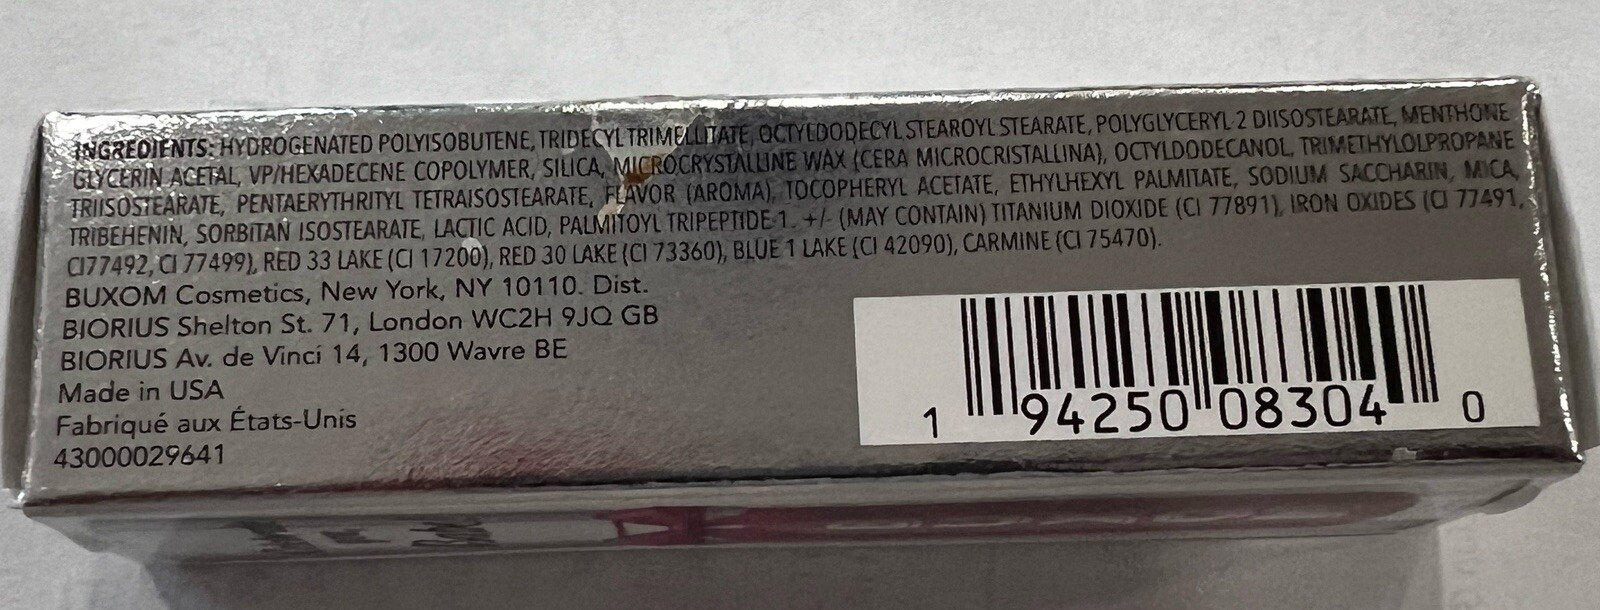 INGREDIENTS: HYDROGENATED POLYISOBUTENE, TRIDECYL TRIMELLITATE, OCTYLDODECYL STEAROYL STEARATE, POLYGLYCERYL-2 DIISOSTEARATE, MENTHONE
GLYCERIN ACETAL, VP/HEXADECENE COPOLYMER, SILICA, MICROCRYSTALLINE WAX (CERA MICROCRISTALLINA), OCTYLDODECANOL, TRIMETHYLOLPROPANE
TRIISOSTEARATE, PENTAERYTHRITYL TETRAISOSTEARATE, FLAVOR (AROMA), TOCOPHERYL ACETATE, ETHYLHEXYL PALMITATE, SODIUM SACCHARIN, MICA,
TRIBEHENIN, SORBITAN ISOSTEARATE, LACTIC ACID, PALMITOYL TRIPEPTIDE-1. +/- (MAY CONTAIN) TITANIUM DIOXIDE (CI 77891), IRON OXIDES (CI 77491,
CI77492, CI 77499), RED 33 LAKE (CI 17200), RED 30 LAKE (CI 73360), BLUE 1 LAKE (CI 42090), CARMINE (CI 75470).
BUXOM Cosmetics, New York, NY 10110. Dist.
BIORIUS Shelton St. 71, London WC2H 9JQ GB
BIORIUS Av. de Vinci 14, 1300 Wavre BE
Made in USA
Fabriqué aux États-Unis
43000029641
1 94250 08304 0